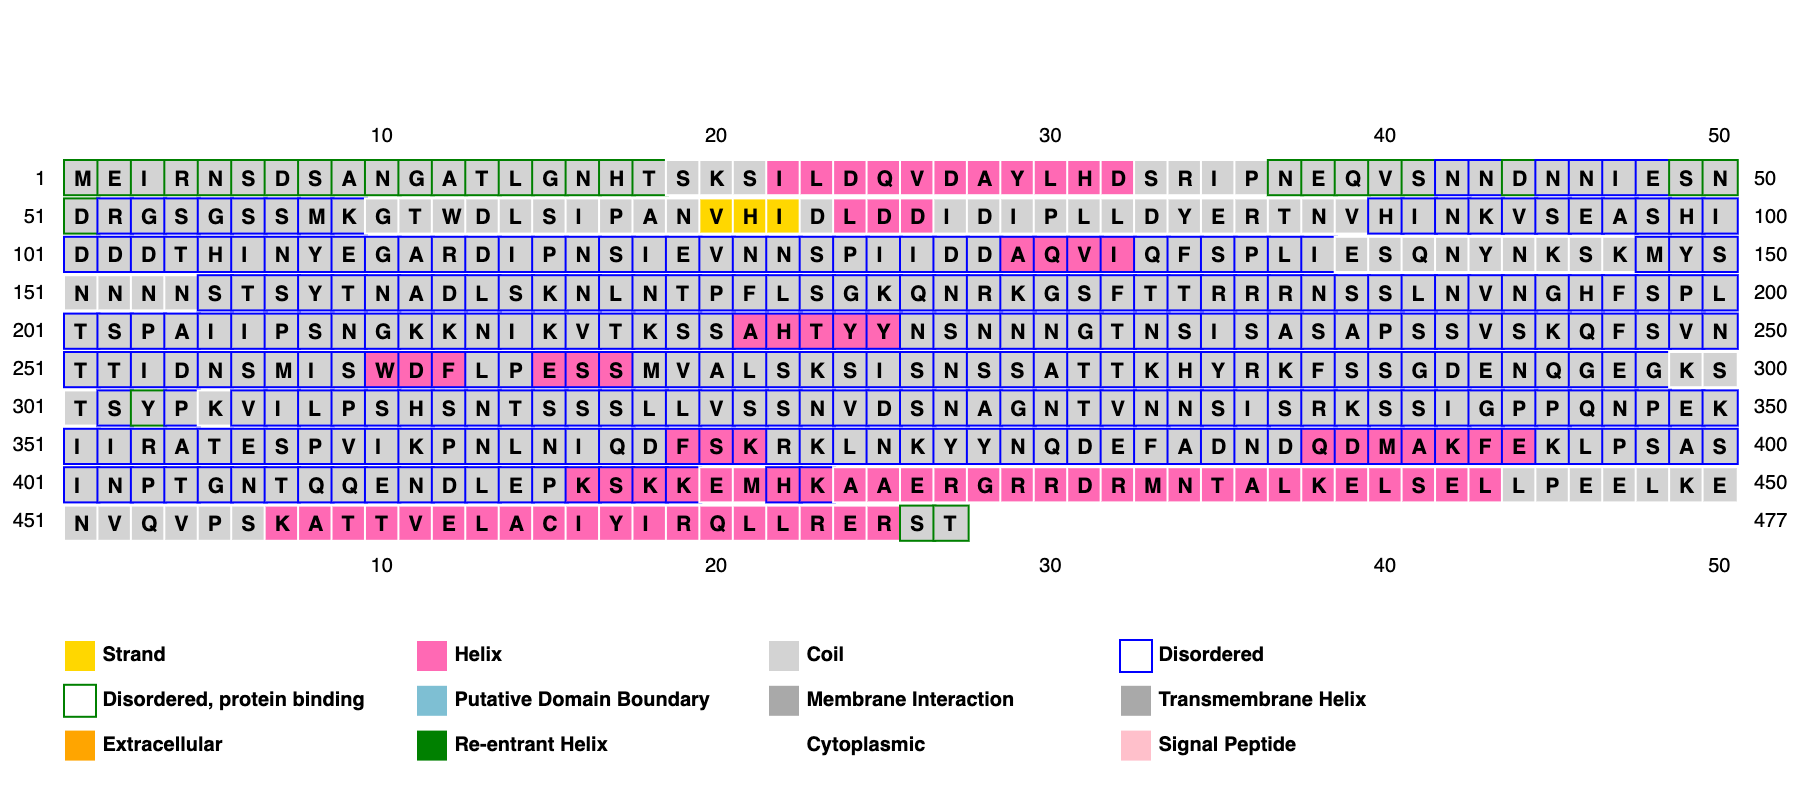 10 20 30 40 50
1 M E I R N S D S A N G A T L G N H T S K S I L D Q V D A Y L H D S R I P N E Q V S N N D N N I E S N 50
51 D R G S G S S M K G T W D L S I P A N V H I D L D D I D I P L L D Y E R T N V H I N K V S E A S H I 100
101 D D D T H I N Y E G A R D I P N S I E V N N S P I I D D A Q V I Q F S P L I E S Q N Y N K S K M Y S 150
151 N N N N S T S Y T N A D L S K N L N T P F L S G K Q N R K G S F T T R R R N S S L N V N G H F S P L 200
201 T S P A I I P S N G K K N I K V T K S S A H T Y Y N S N N N G T N S I S A S A P S S V S K Q F S V N 250
251 T T I D N S M I S W D F L P E S S M V A L S K S I S N S S A T T K H Y R K F S S G D E N Q G E G K S 300
301 T S Y P K V I L P S H S N T S S S L L V S S N V D S N A G N T V N N S I S R K S S I G P P Q N P E K 350
351 I I R A T E S P V I K P N L N I Q D F S K R K L N K Y Y N Q D E F A D N D Q D M A K F E K L P S A S 400
401 I N P T G N T Q Q E N D L E P K S K K E M H K A A E R G R R D R M N T A L K E L S E L L P E E L K E 450
451 N V Q V P S K A T T V E L A C I Y I R Q L L R E R S T 477
10 20 30 40 50
Strand Helix Coil Disordered
Disordered, protein binding Putative Domain Boundary Membrane Interaction Transmembrane Helix
Extracellular Re-entrant Helix Cytoplasmic Signal Peptide